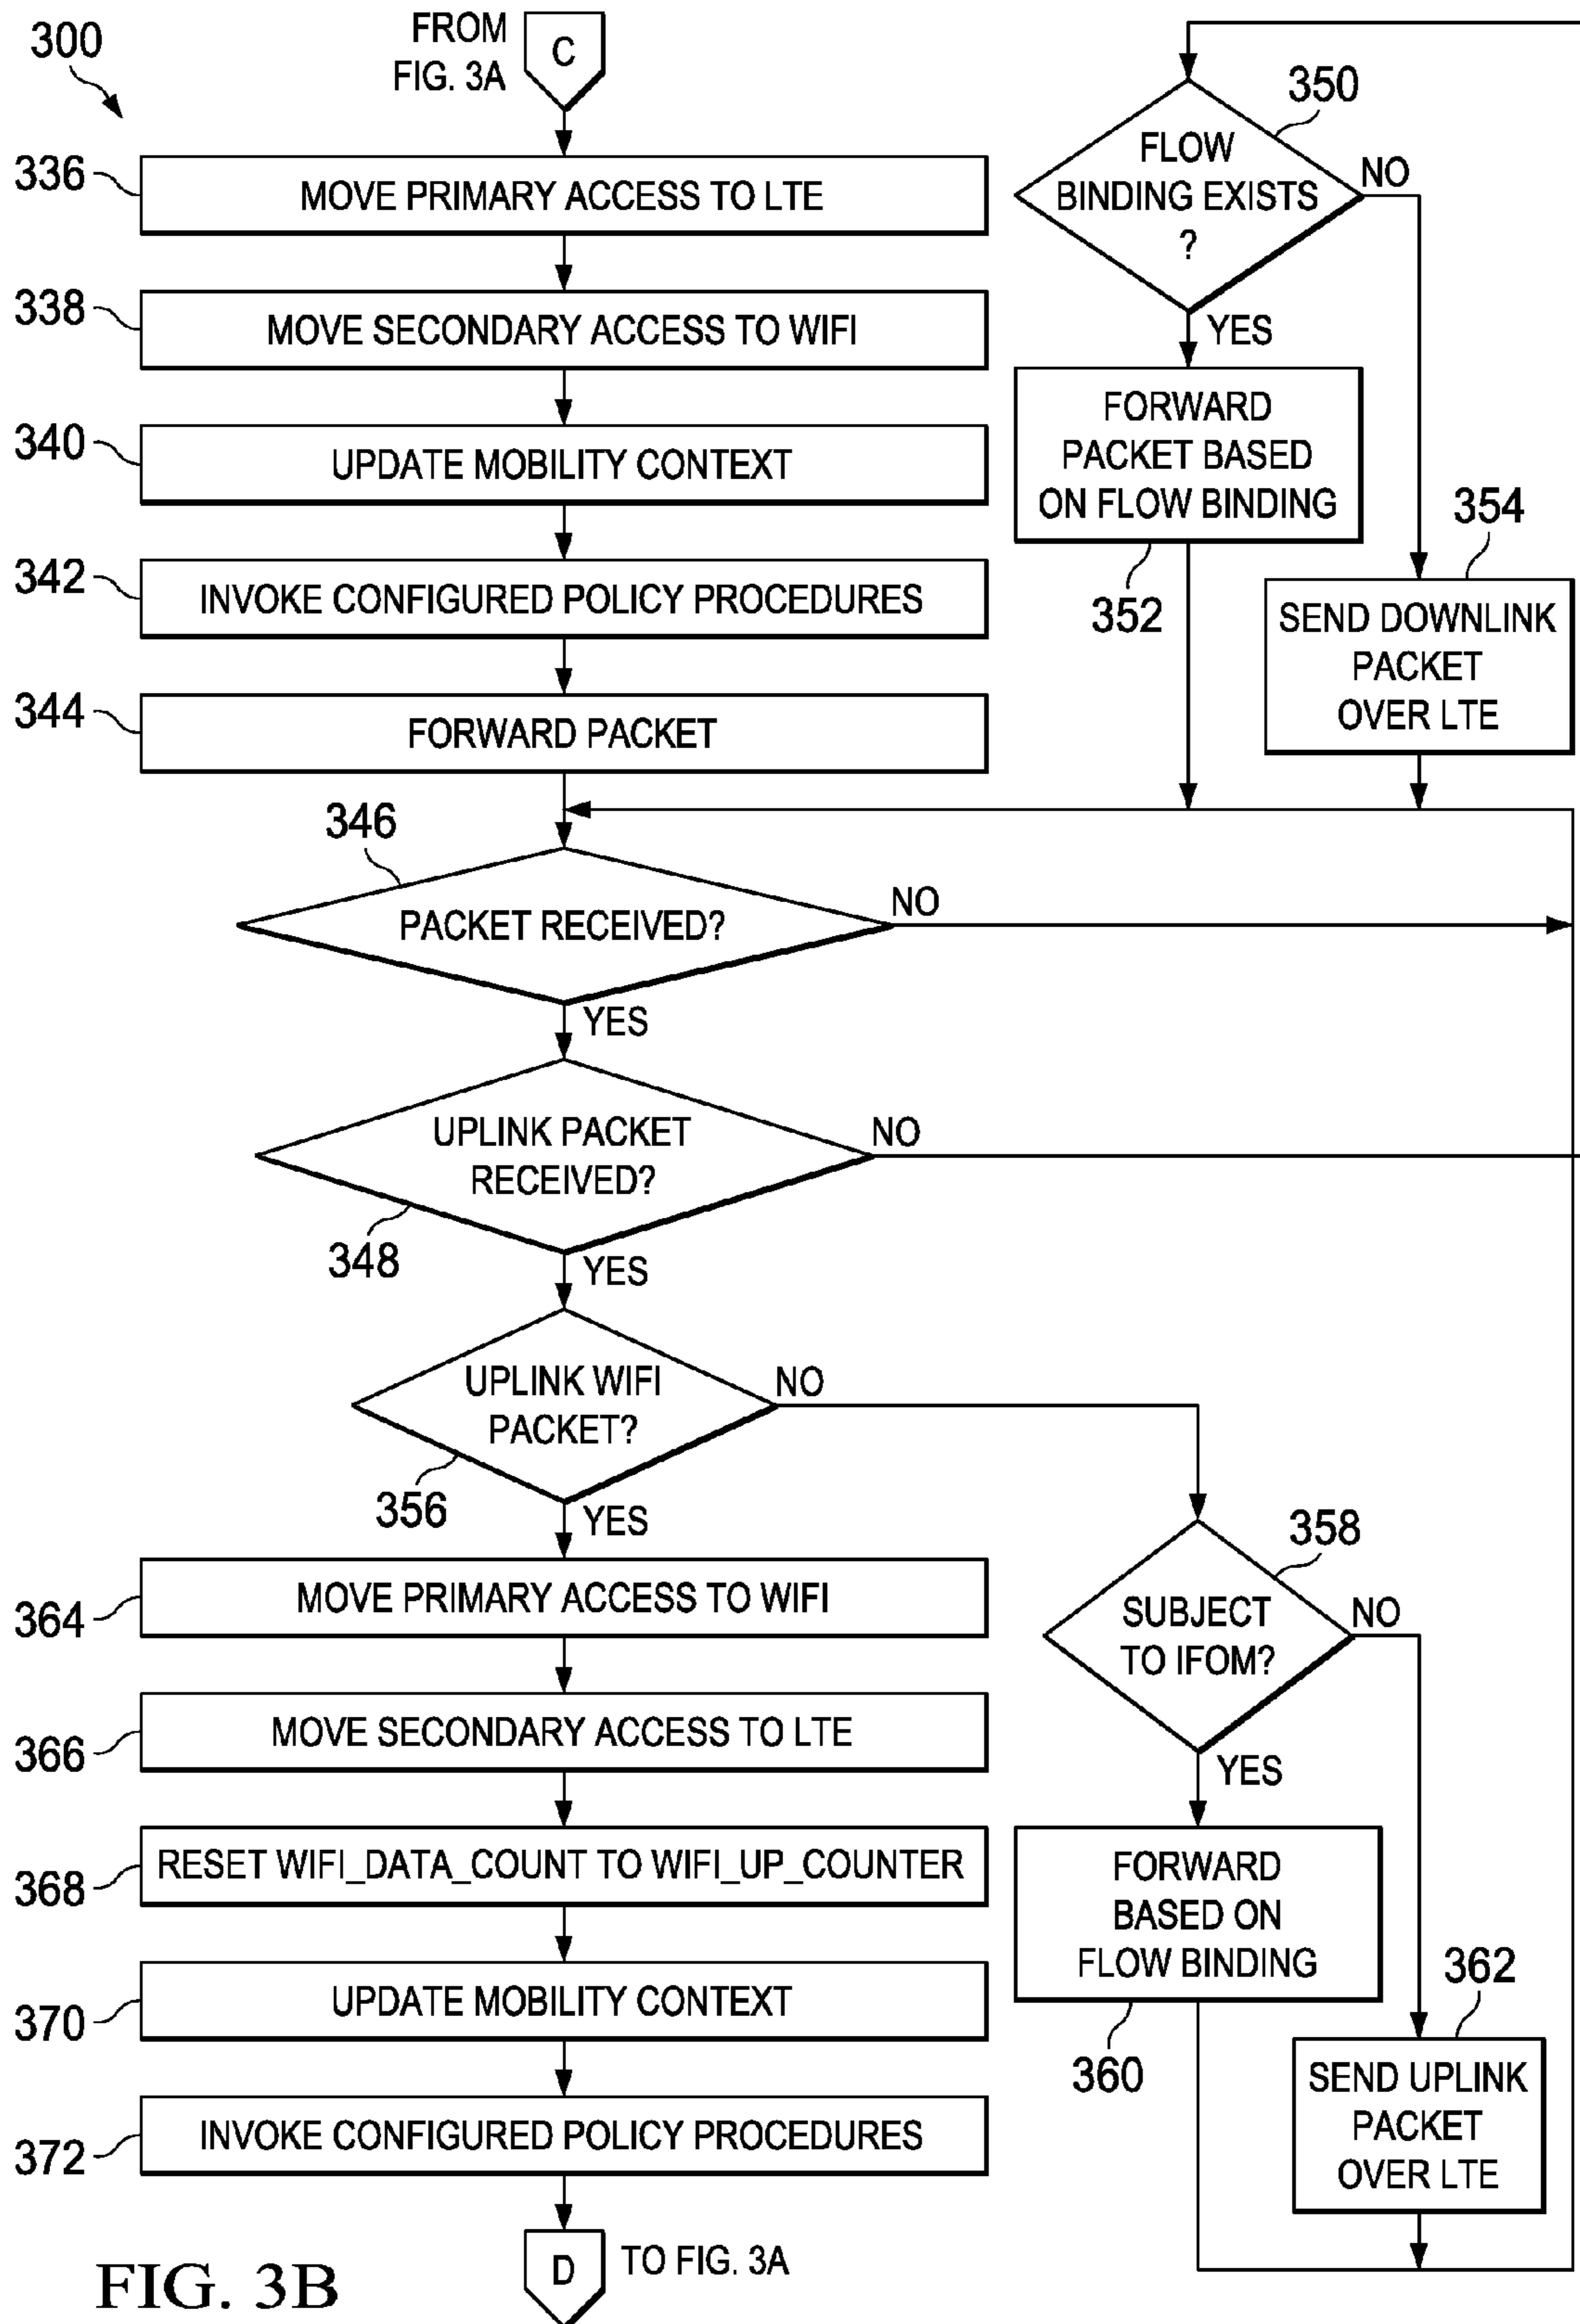 300
FROM
FIG. 3A
C
336
MOVE PRIMARY ACCESS TO LTE
338
MOVE SECONDARY ACCESS TO WIFI
340
UPDATE MOBILITY CONTEXT
342
INVOKE CONFIGURED POLICY PROCEDURES
344
FORWARD PACKET
350
FLOW
BINDING EXISTS
?
NO
YES
FORWARD
PACKET BASED
ON FLOW BINDING
352
354
SEND DOWNLINK
PACKET
OVER LTE
346
PACKET RECEIVED?
NO
YES
UPLINK PACKET
RECEIVED?
NO
348
YES
UPLINK WIFI
PACKET?
NO
356
YES
358
SUBJECT
TO IFOM?
NO
YES
FORWARD
BASED ON
FLOW BINDING
360
362
SEND UPLINK
PACKET
OVER LTE
364
MOVE PRIMARY ACCESS TO WIFI
366
MOVE SECONDARY ACCESS TO LTE
368
RESET WIFI_DATA_COUNT TO WIFI_UP_COUNTER
370
UPDATE MOBILITY CONTEXT
372
INVOKE CONFIGURED POLICY PROCEDURES
D
TO FIG. 3A
FIG. 3B